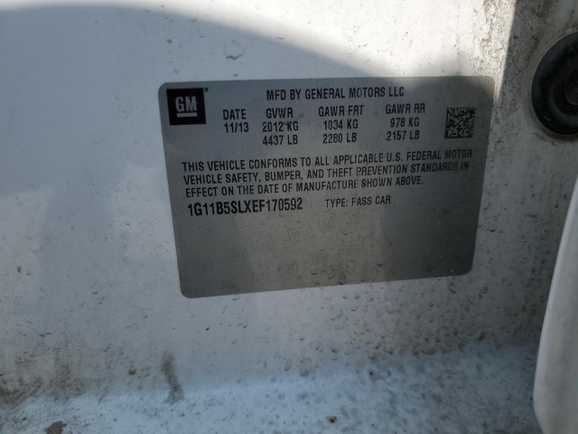 GM
MFD BY GENERAL MOTORS LLC
DATE GVWR GAWR FRT GAWR RR
11/13 2012 KG 1034 KG 978 KG
4437 LB 2280 LB 2157 LB
THIS VEHICLE CONFORMS TO ALL APPLICABLE U.S. FEDERAL MOTOR
VEHICLE SAFETY, BUMPER, AND THEFT PREVENTION STANDARDS IN
EFFECT ON THE DATE OF MANUFACTURE SHOWN ABOVE.
1G11B5SLXEF170592 TYPE: PASS CAR